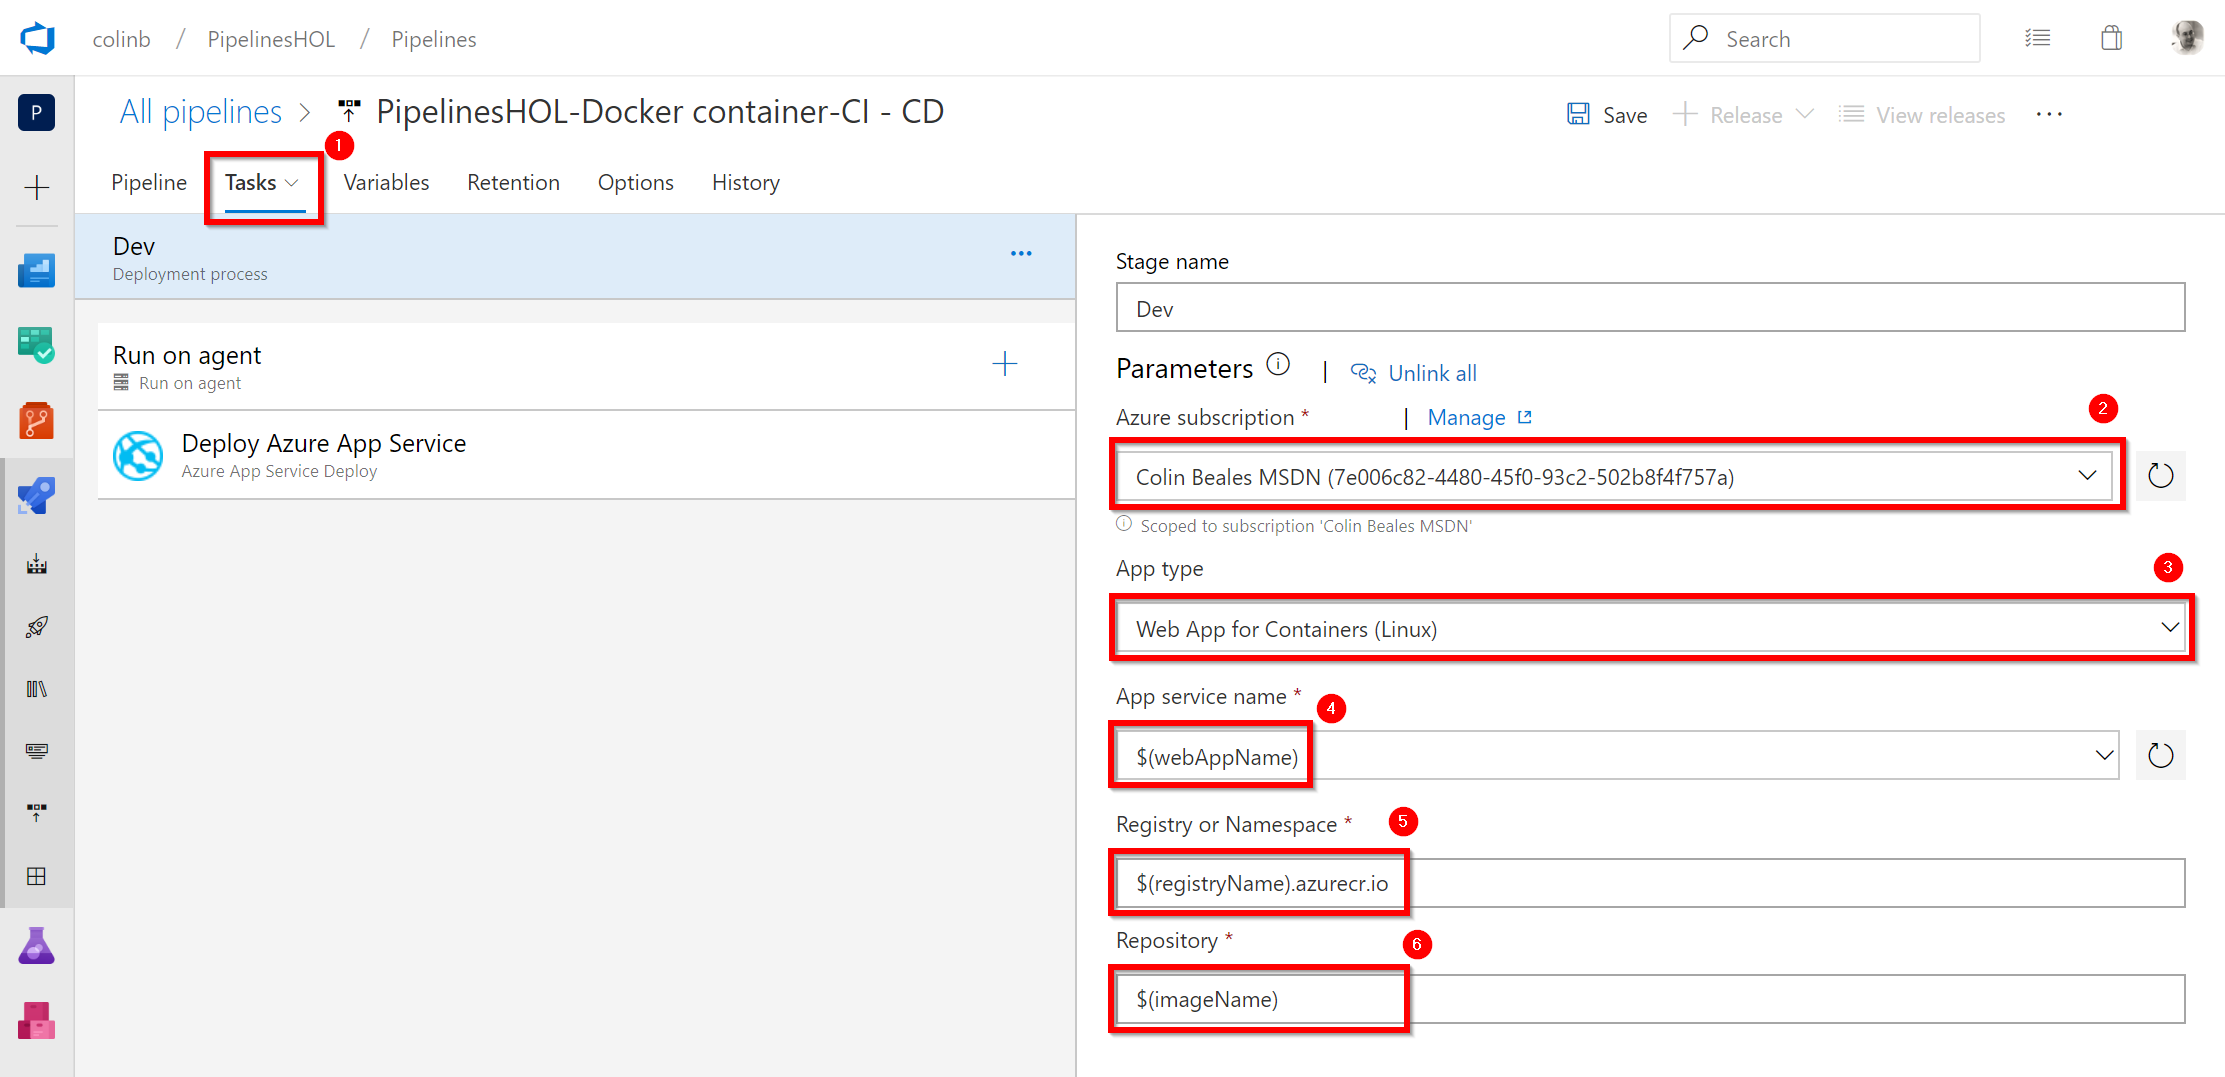 colinb / PipelinesHOL / Pipelines
Search
P
All pipelines > PipelinesHOL-Docker container-CI - CD
Save
Release
View releases
1
Pipeline
Tasks
Variables
Retention
Options
History
Dev
Deployment process
Run on agent
Run on agent
Deploy Azure App Service
Azure App Service Deploy
Stage name
Dev
Parameters
| Unlink all
Azure subscription *
| Manage
2
Colin Beales MSDN (7e006c82-4480-45f0-93c2-502b8f4f757a)
Scoped to subscription 'Colin Beales MSDN'
App type
3
Web App for Containers (Linux)
App service name *
4
$(webAppName)
Registry or Namespace *
5
$(registryName).azurecr.io
Repository *
6
$(imageName)